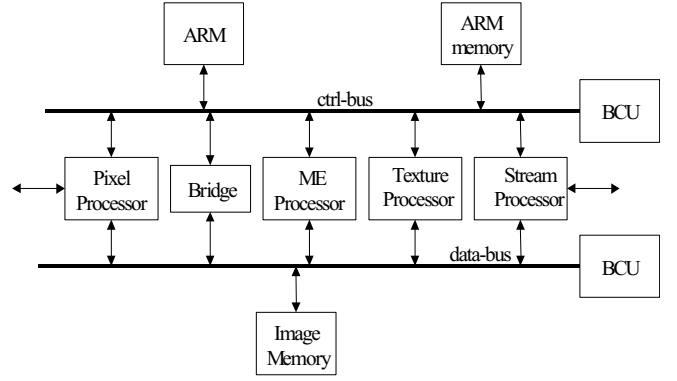 ARM
ARM
memory
ctrl-bus
BCU
Pixel
Processor
Bridge
ME
Processor
Texture
Processor
Stream
Processor
data-bus
BCU
Image
Memory